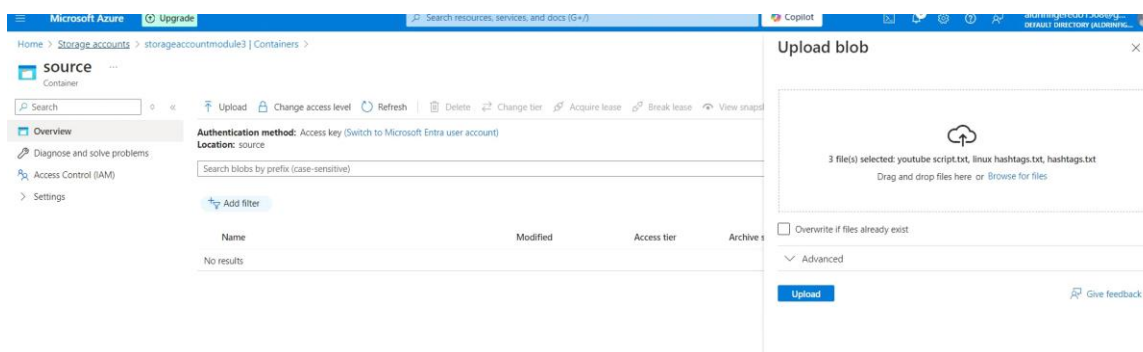 Microsoft Azure
Upgrade
Search resources, services, and docs (G+/)
Copilot
DEFAULT DIRECTORY (ALDRINFIG...
Home > Storage accounts > storageaccountmodule3 | Containers >
source ...
Container
Search
Overview
Diagnose and solve problems
Access Control (IAM)
Settings
Upload Change access level Refresh Delete Change tier Acquire lease Break lease View snaps
Authentication method: Access key (Switch to Microsoft Entra user account)
Location: source
Search blobs by prefix (case-sensitive)
Add filter
Name Modified Access tier Archive s
No results
Upload blob
3 file(s) selected: youtube script.txt, linux hashtags.txt, hashtags.txt
Drag and drop files here or Browse for files
Overwrite if files already exist
Advanced
Upload
Give feedback